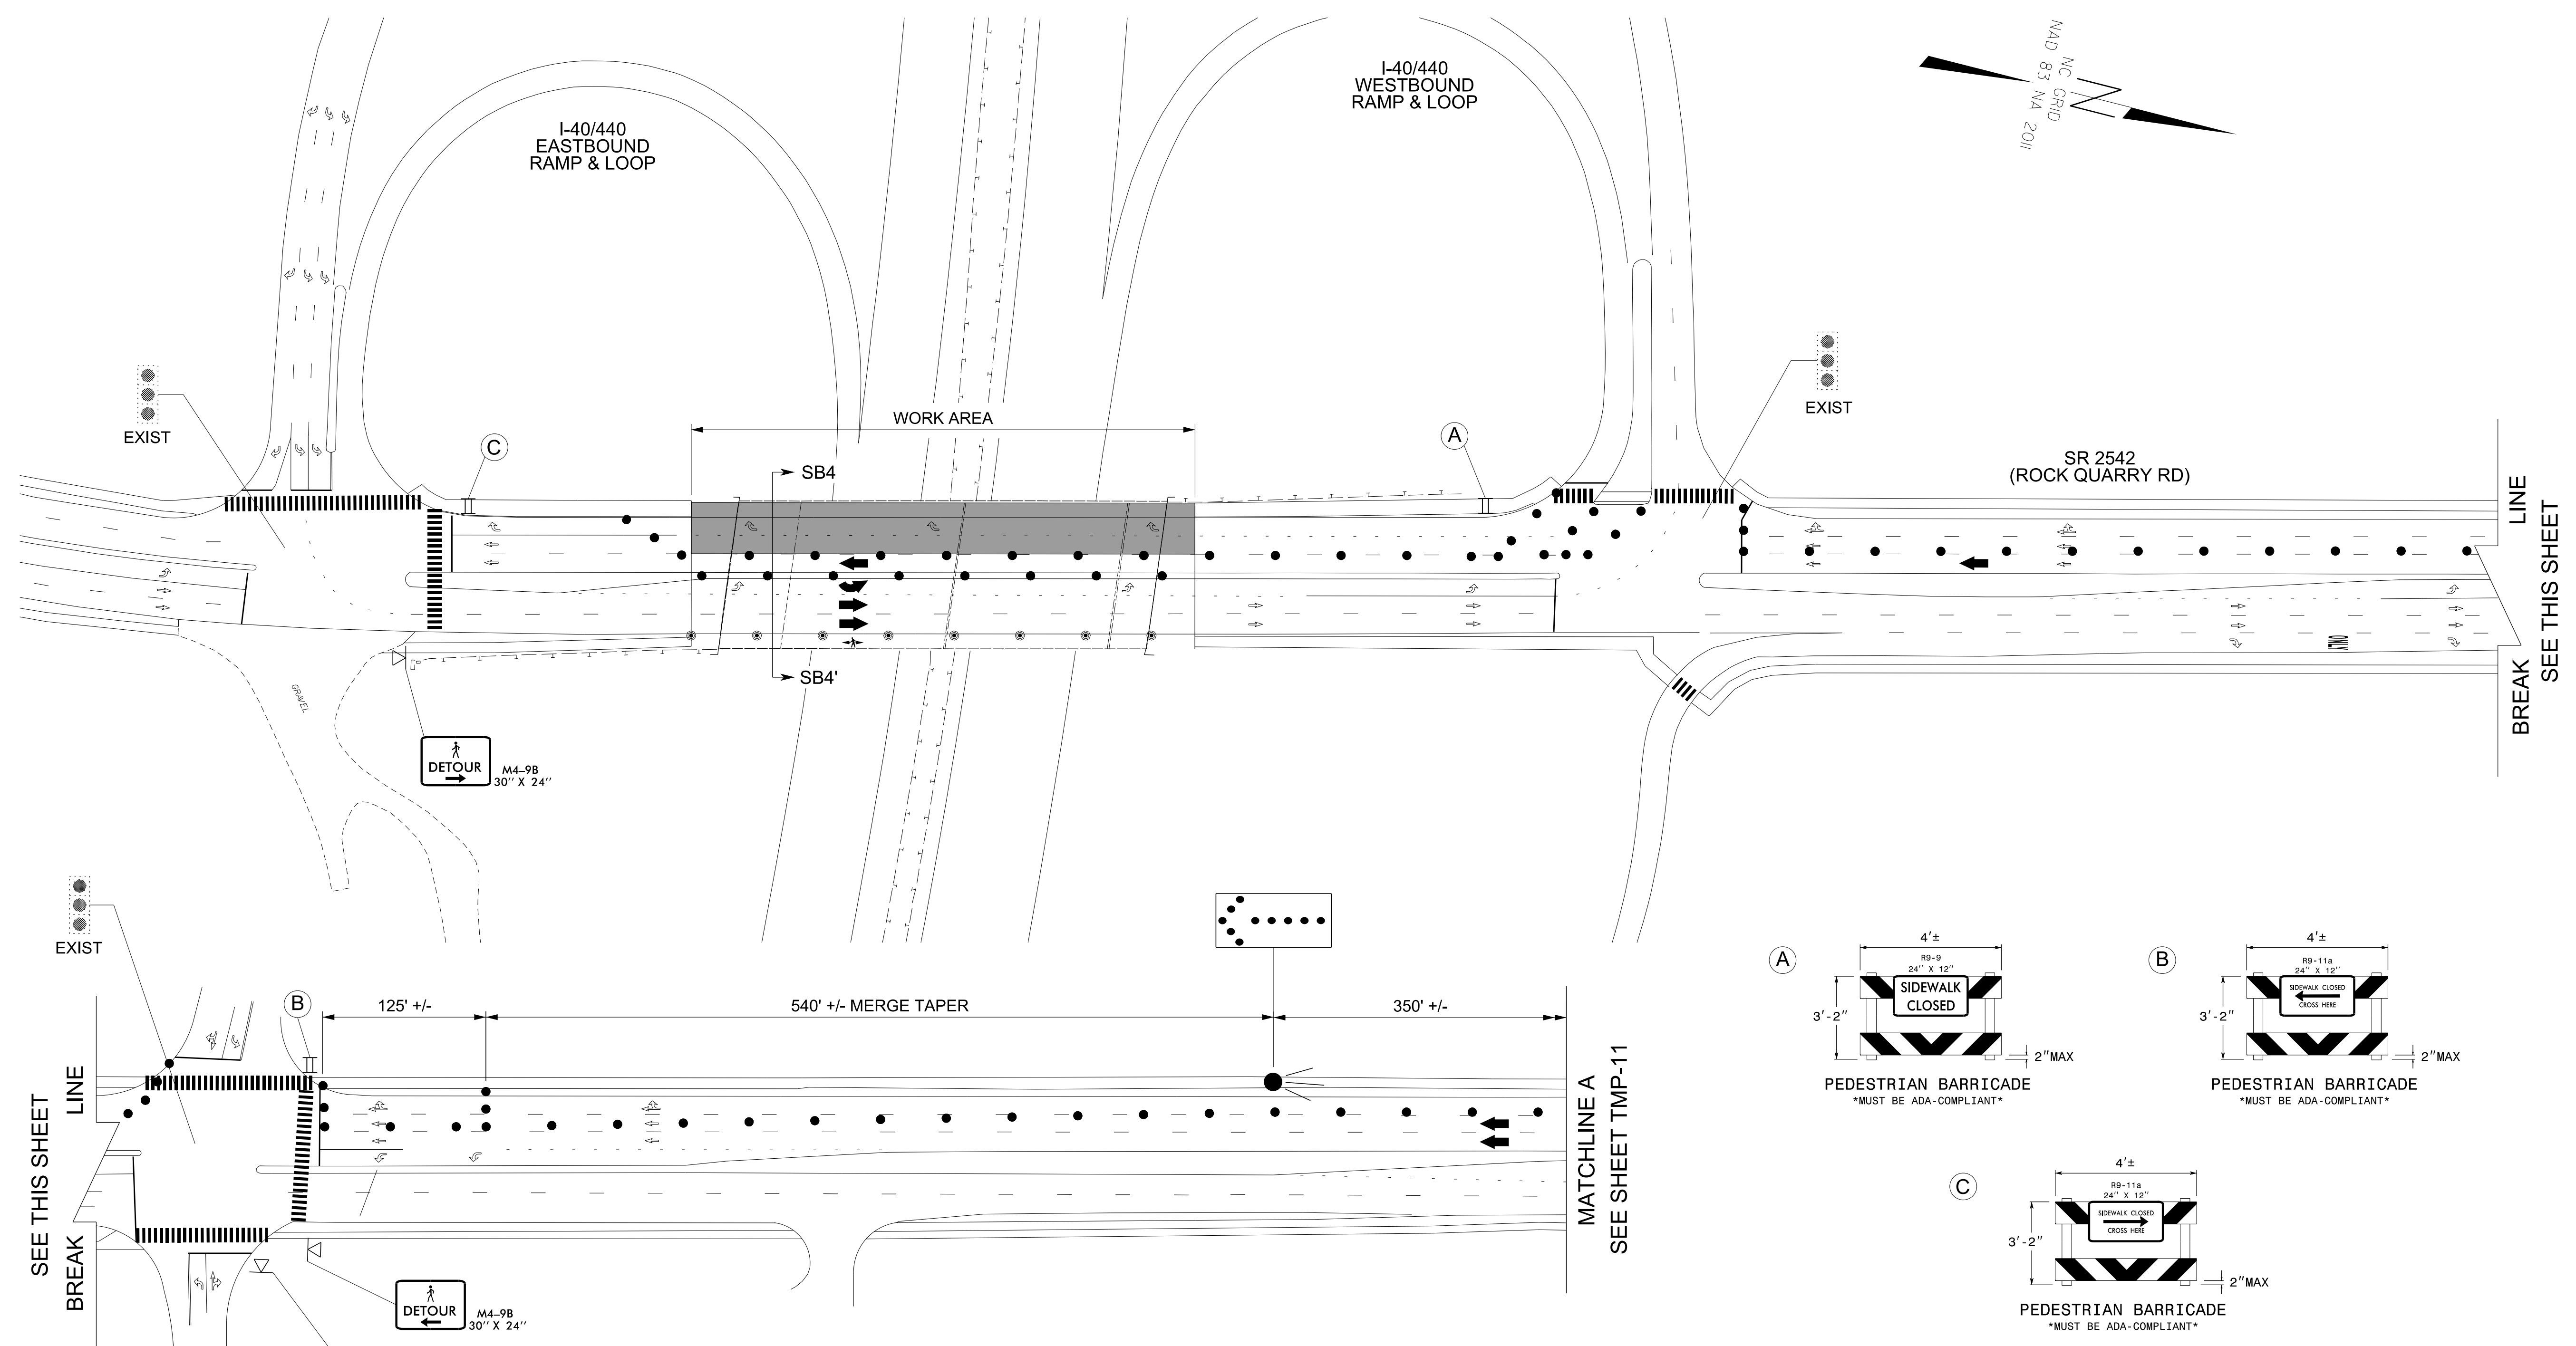 I-40/440
EASTBOUND
RAMP & LOOP
I-40/440
WESTBOUND
RAMP & LOOP
NC GRID
NAD 83 NA 2011
EXIST
C
WORK AREA
A
EXIST
SR 2542
(ROCK QUARRY RD)
SB4
SB4'
BREAK LINE
SEE THIS SHEET
GRAVEL
DETOUR
M4-9B
30'' X 24''
EXIST
B
125' +/-
540' +/- MERGE TAPER
350' +/-
SEE THIS SHEET
BREAK LINE
MATCHLINE A
SEE SHEET TMP-11
DETOUR
M4-9B
30'' X 24''
A
4'±
R9-9
24'' X 12''
SIDEWALK
CLOSED
3'-2"
2"MAX
PEDESTRIAN BARRICADE
*MUST BE ADA-COMPLIANT*
B
4'±
R9-11a
24'' X 12''
SIDEWALK CLOSED
CROSS HERE
3'-2"
2"MAX
PEDESTRIAN BARRICADE
*MUST BE ADA-COMPLIANT*
C
4'±
R9-11a
24'' X 12''
SIDEWALK CLOSED
CROSS HERE
3'-2"
2"MAX
PEDESTRIAN BARRICADE
*MUST BE ADA-COMPLIANT*